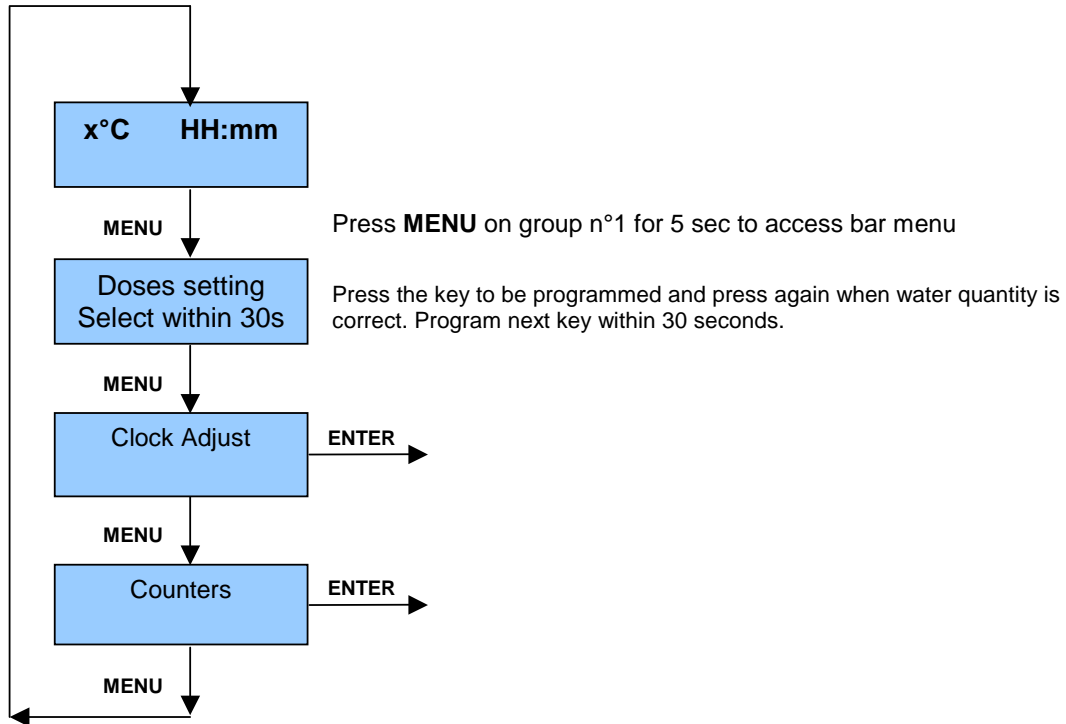 x°C HH:mm
MENU
Press MENU on group n°1 for 5 sec to access bar menu
Doses setting
Select within 30s
Press the key to be programmed and press again when water quantity is
correct. Program next key within 30 seconds.
MENU
Clock Adjust
ENTER
MENU
Counters
ENTER
MENU